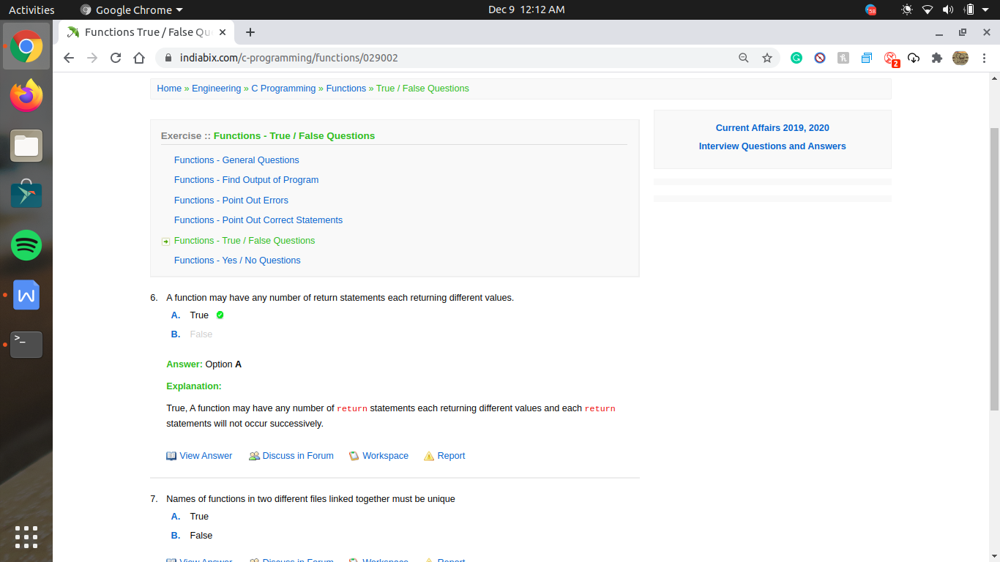 Activities Google Chrome Dec 9 12:12 AM 58
Functions True / False Qu
indiabix.com/c-programming/functions/029002 2
Home » Engineering » C Programming » Functions » True / False Questions
Exercise :: Functions - True / False Questions
Functions - General Questions
Functions - Find Output of Program
Functions - Point Out Errors
Functions - Point Out Correct Statements
Functions - True / False Questions
Functions - Yes / No Questions
Current Affairs 2019, 2020
Interview Questions and Answers
6. A function may have any number of return statements each returning different values.
A. True
B. False
Answer: Option A
Explanation:
True, A function may have any number of return statements each returning different values and each return
statements will not occur successively.
View Answer Discuss in Forum Workspace Report
7. Names of functions in two different files linked together must be unique
A. True
B. False
View Answer Discuss in Forum Workspace Report